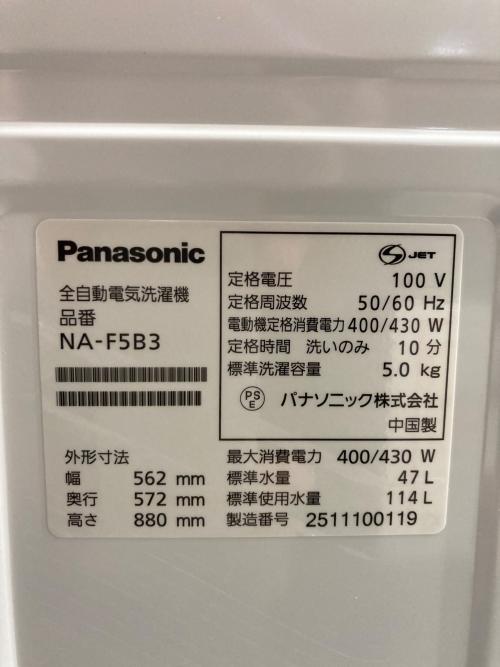 Panasonic
全自動電気洗濯機
品番
NA-F5B3
S JET
定格電圧 100 V
定格周波数 50/60 Hz
電動機定格消費電力 400/430 W
定格時間 洗いのみ 10 分
標準洗濯容量 5.0 kg
PS E パナソニック株式会社
中国製
外形寸法
幅 562 mm
奥行 572 mm
高さ 880 mm
最大消費電力 400/430 W
標準水量 47 L
標準使用水量 114 L
製造番号 2511100119